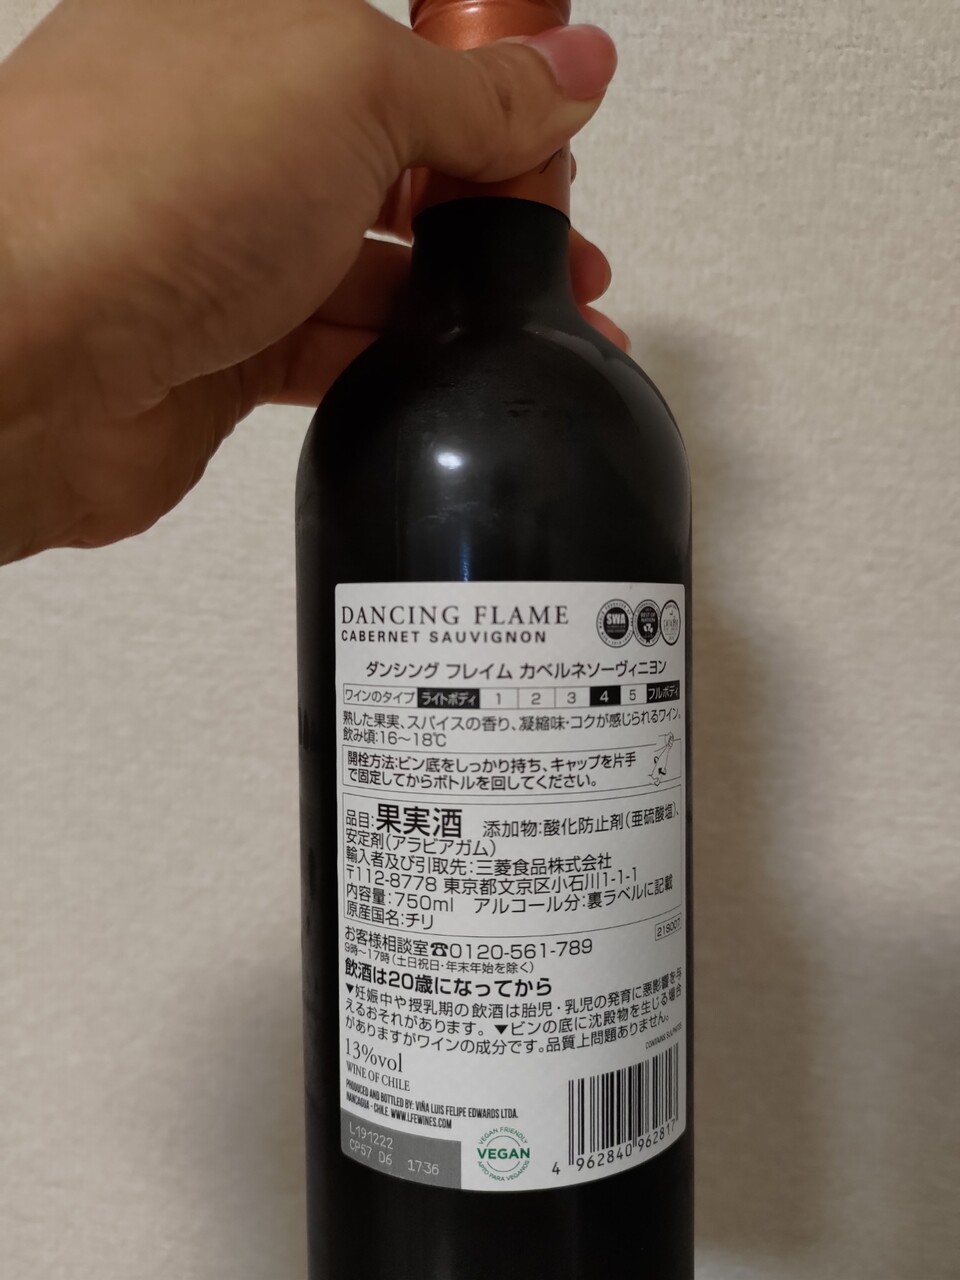 DANCING FLAME
CABERNET SAUVIGNON
SWA
ダンシング フレイム カベルネソーヴィニヨン
ワインのタイプ ライトボディ 1 2 3 4 5 フルボディ
熟した果実、スパイスの香り、凝縮味・コクが感じられるワイン。
飲み頃:16〜18℃
開栓方法:ビン底をしっかり持ち、キャップを片手
で固定してからボトルを回してください。
品目:果実酒 添加物:酸化防止剤(亜硫酸塩)、
安定剤(アラビアガム)
輸入者及び引取先:三菱食品株式会社
〒112-8778 東京都文京区小石川1-1-1
内容量:750ml アルコール分:裏ラベルに記載
原産国名:チリ
218007
お客様相談室☎0120-561-789
9時〜17時(土日祝日・年末年始を除く)
飲酒は20歳になってから
▼妊娠中や授乳期の飲酒は胎児・乳児の発育に悪影響を与
えるおそれがあります。▼ビンの底に沈殿物を生じる場合
がありますがワインの成分です。品質上問題ありません。
CONTAINS SULPHITES
13%vol
WINE OF CHILE
PRODUCED AND BOTTLED BY: VIÑA LUIS FELIPE EDWARDS LTDA.
NANCAGUA - CHILE. WWW.LFEWINES.COM
L191222
CP57 D6 1736
VEGAN FRIENDLY
VEGAN
APTO PARA VEGANOS
4 962840 962817